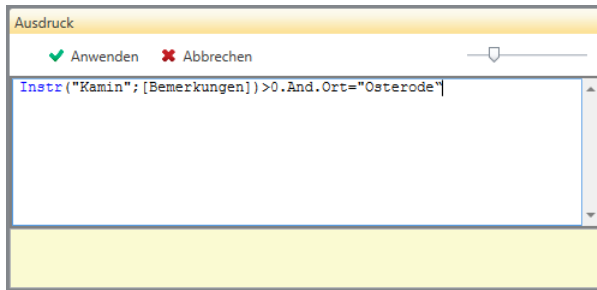 Ausdruck
Anwenden Abbrechen
Instr("Kamin";[Bemerkungen])>0.And.Ort="Osterode“